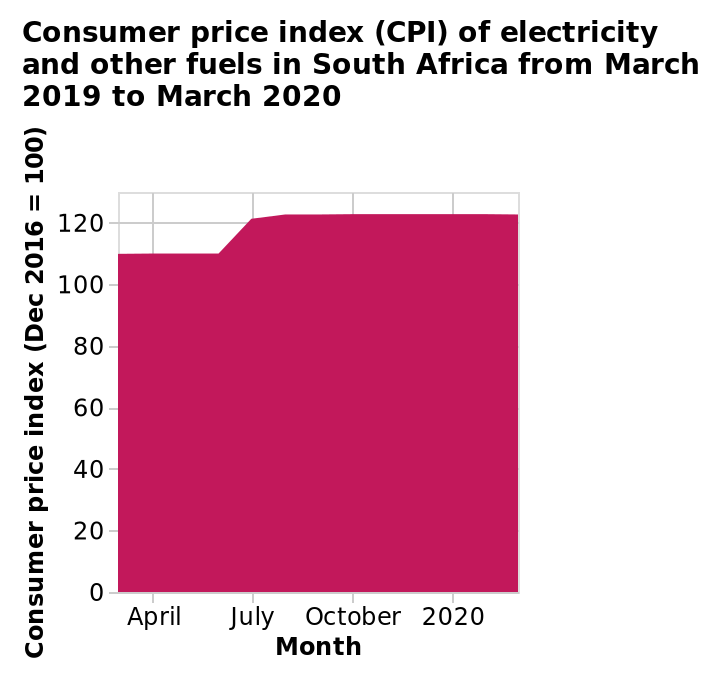 Consumer price index (CPI) of electricity
and other fuels in South Africa from March
2019 to March 2020
Consumer price index (Dec 2016 = 100)
120
100
80
60
40
20
0
April July October 2020
Month